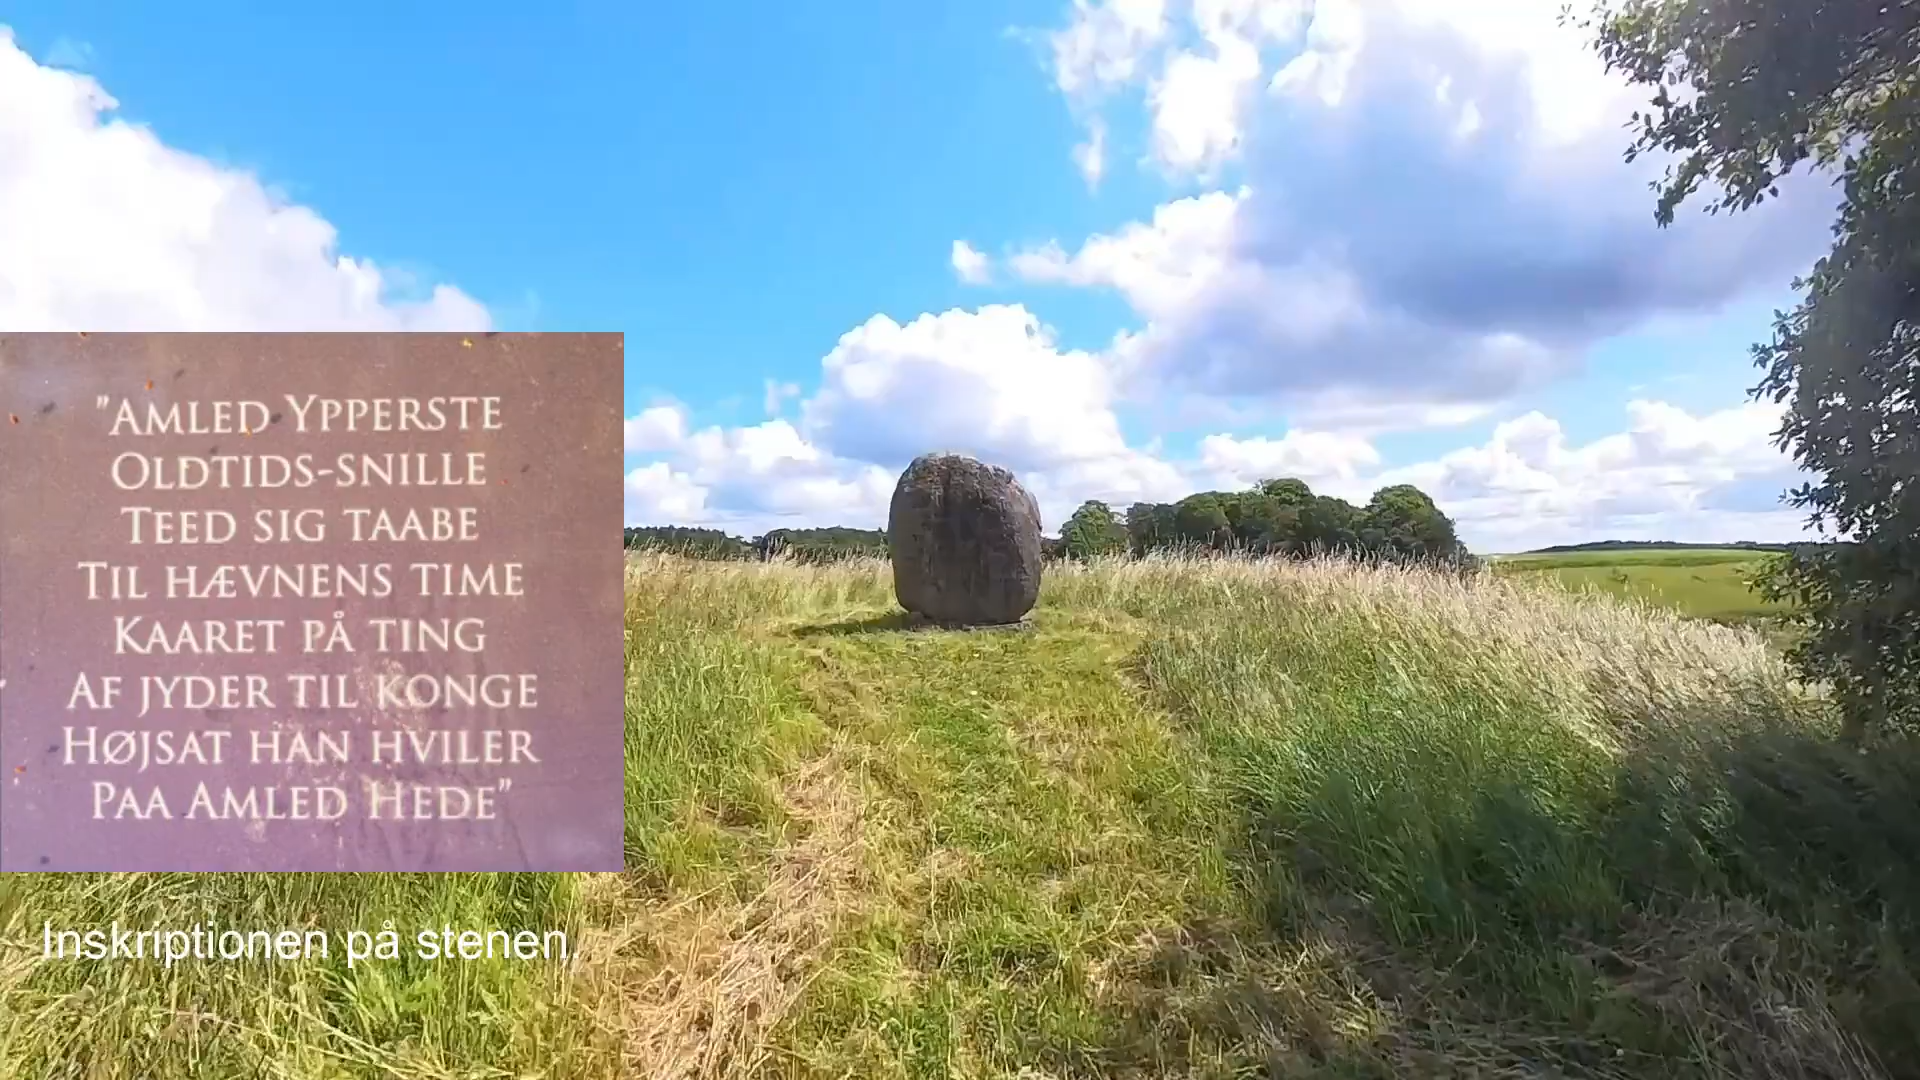 "AMLED YPPERSTE
OLDTIDS-SNILLE
TEED SIG TAABE
TIL HÆVNENS TIME
KAARET PÅ TING
AF JYDER TIL KONGE
HØJSAT HAN HVILER
PAA AMLED HEDE"
Inskriptionen på stenen.